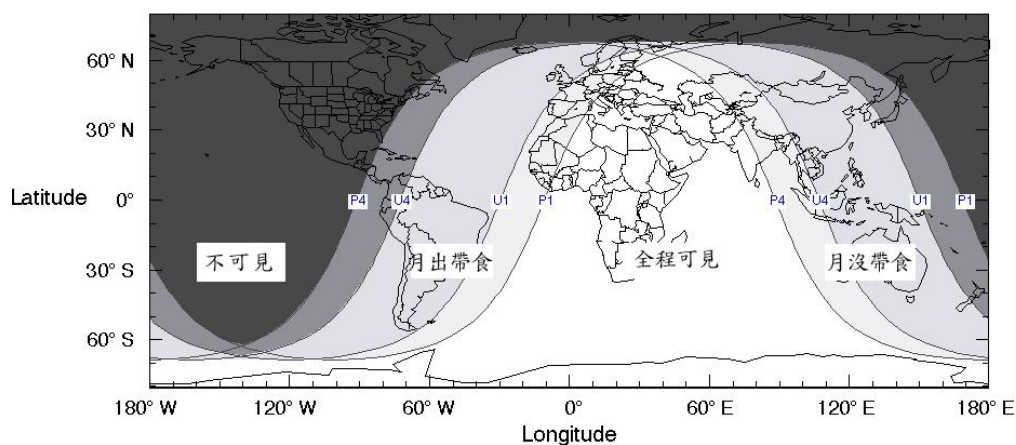 60° N
30° N
Latitude 0° P4 U4 U1 P1 P4 U4 U1 P1
不可見 月出帶食 全程可見 月沒帶食
30° S
60° S
180° W 120° W 60° W 0° 60° E 120° E 180° E
Longitude